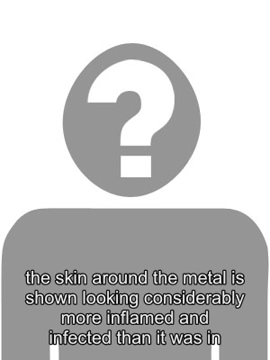 ?
the skin around the metal is
shown looking considerably
more inflamed and
infected than it was in